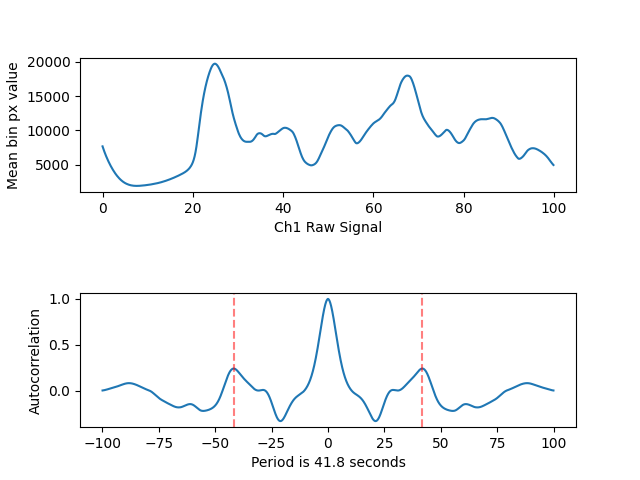 20000
15000
10000
5000
Mean bin px value
0 20 40 60 80 100
Ch1 Raw Signal
1.0
0.5
0.0
Autocorrelation
−100 −75 −50 −25 0 25 50 75 100
Period is 41.8 seconds